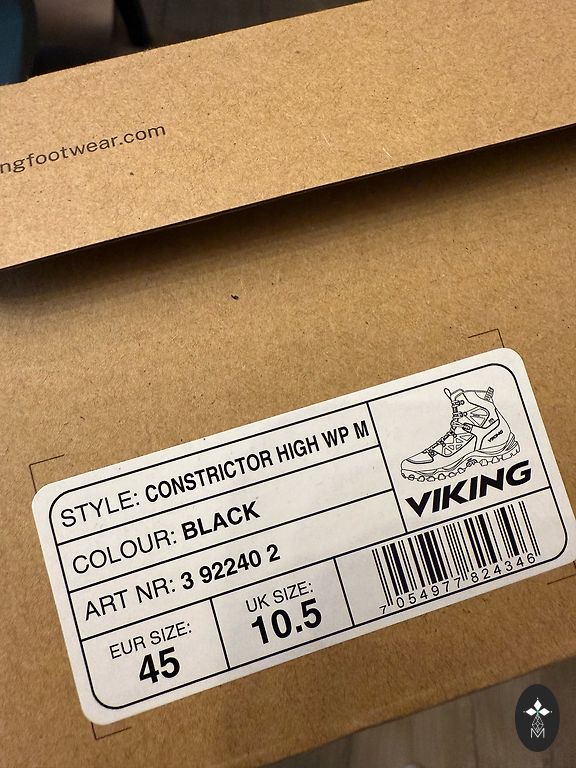 ngfootwear.com
STYLE: CONSTRICTOR HIGH WP M
COLOUR: BLACK
ART NR: 3 92240 2
EUR SIZE:
45
UK SIZE:
10.5
VIKING
VIKING
7 054977 824346
M